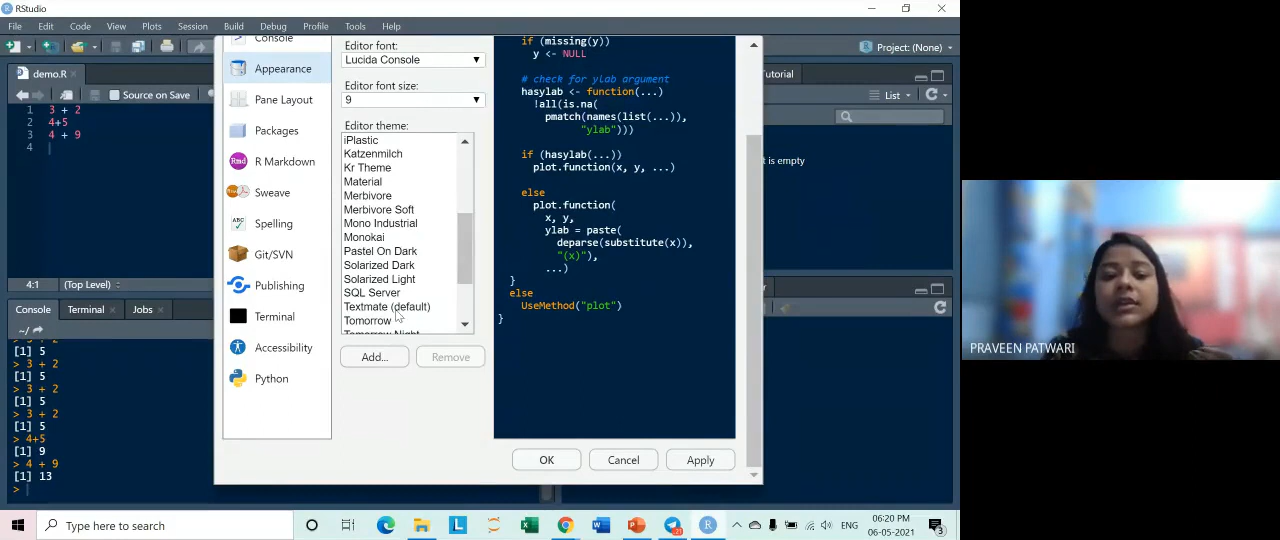 RStudio
File Edit Code View Plots Session Build Debug Profile Tools Help
Project: (None)
demo.R
Source on Save
1 3 + 2
2 4+5
3 4 + 9
4
4:1 (Top Level)
Console Terminal Jobs
~/
> 3 + 2
[1] 5
> 3 + 2
[1] 5
> 3 + 2
[1] 5
> 3 + 2
[1] 5
> 4+5
[1] 9
> 4 + 9
[1] 13
>
Console
Appearance
Pane Layout
Packages
Rmd R Markdown
Sweave
ABC Spelling
Git/SVN
Publishing
Terminal
Accessibility
Python
Editor font:
Lucida Console
Editor font size:
9
Editor theme:
iPlastic
Katzenmilch
Kr Theme
Material
Merbivore
Merbivore Soft
Mono Industrial
Monokai
Pastel On Dark
Solarized Dark
Solarized Light
SQL Server
Textmate (default)
Tomorrow
Tomorrow Night
Add... Remove
if (missing(y))
y <- NULL
# check for ylab argument
hasylab <- function(...)
!all(is.na(
pmatch(names(list(...)),
"ylab")))
if (hasylab(...))
plot.function(x, y, ...)
else
plot.function(
x, y,
ylab = paste(
deparse(substitute(x)),
"(x)"),
...)
}
else
UseMethod("plot")
}
OK Cancel Apply
Tutorial
List
t is empty
PRAVEEN PATWARI
Type here to search
ENG
06:20 PM
06-05-2021
3